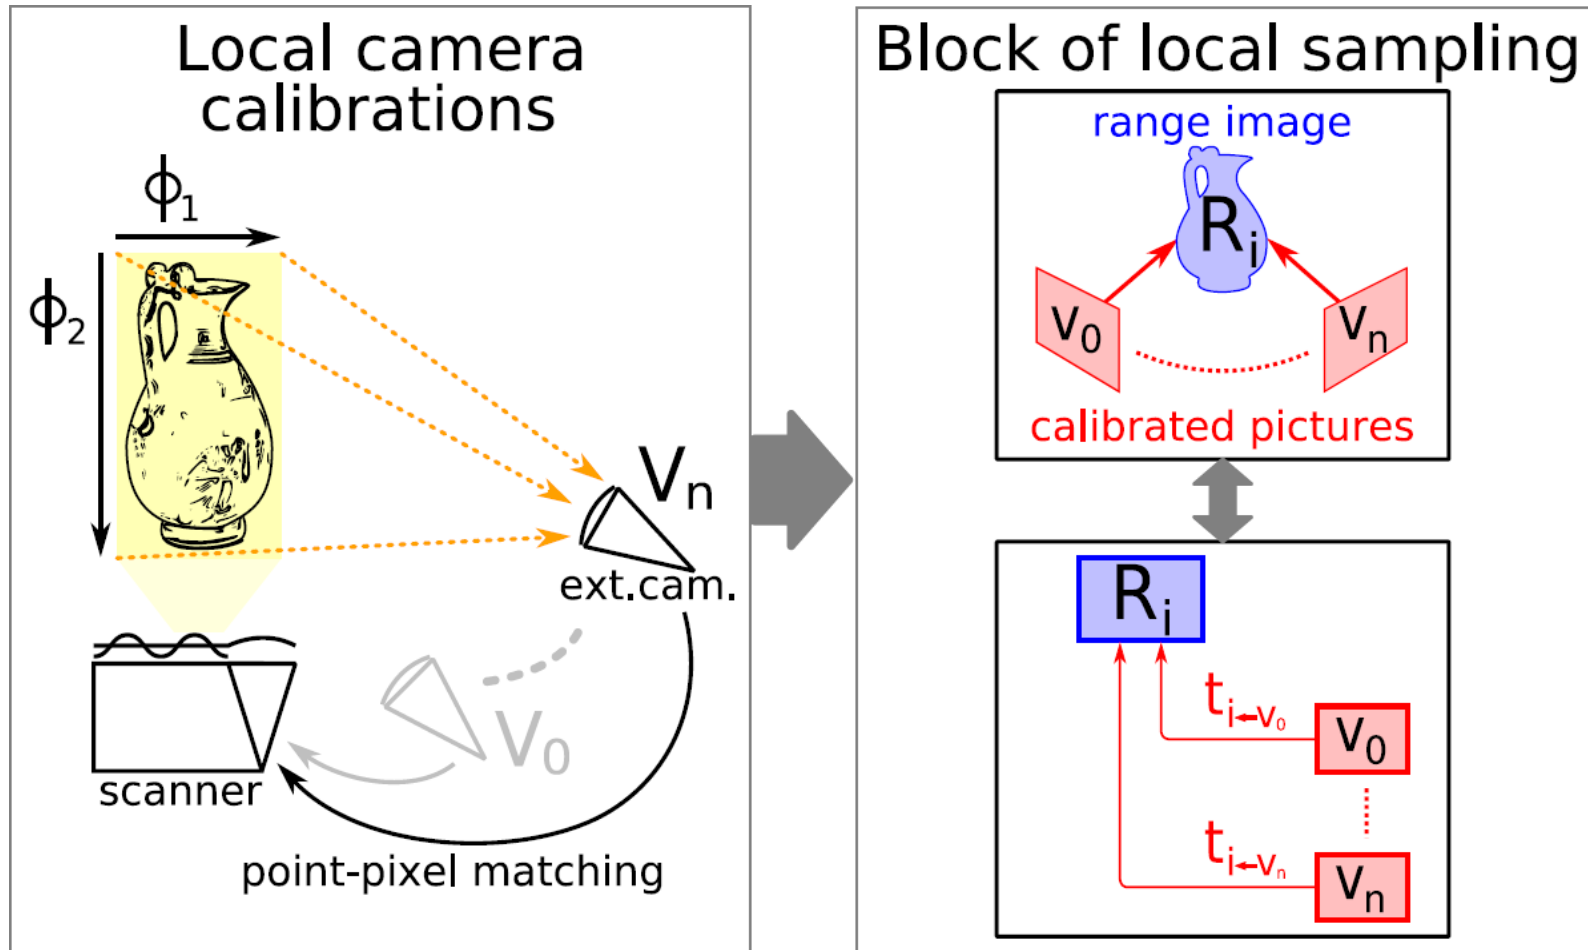 Local camera
calibrations
ϕ1
ϕ2
Vn
ext.cam.
V0
scanner
point-pixel matching
Block of local sampling
range image
Ri
V0
Vn
calibrated pictures
Ri
ti←V0
V0
ti←Vn
Vn